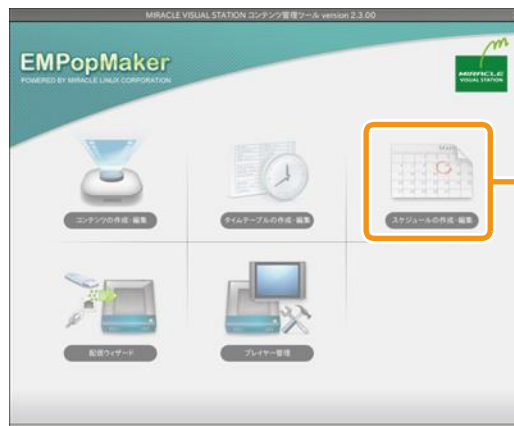 MIRACLE VISUAL STATION コンテンツ管理ツール version 2.3.00
EMPopMaker
POWERED BY MIRACLE LINUX CORPORATION
MIRACLE
VISUAL STATION
コンテンツの作成・編集
タイムテーブルの作成・編集
スケジュールの作成・編集
配信ウィザード
プレイヤー管理